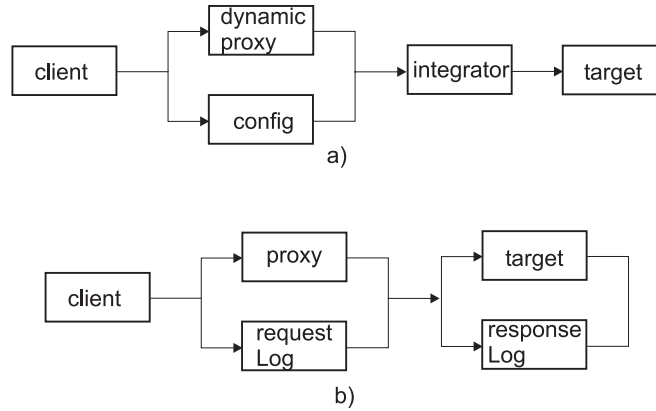 dynamic
proxy
client
integrator
target
config
a)
proxy
target
client
request
Log
response
Log
b)